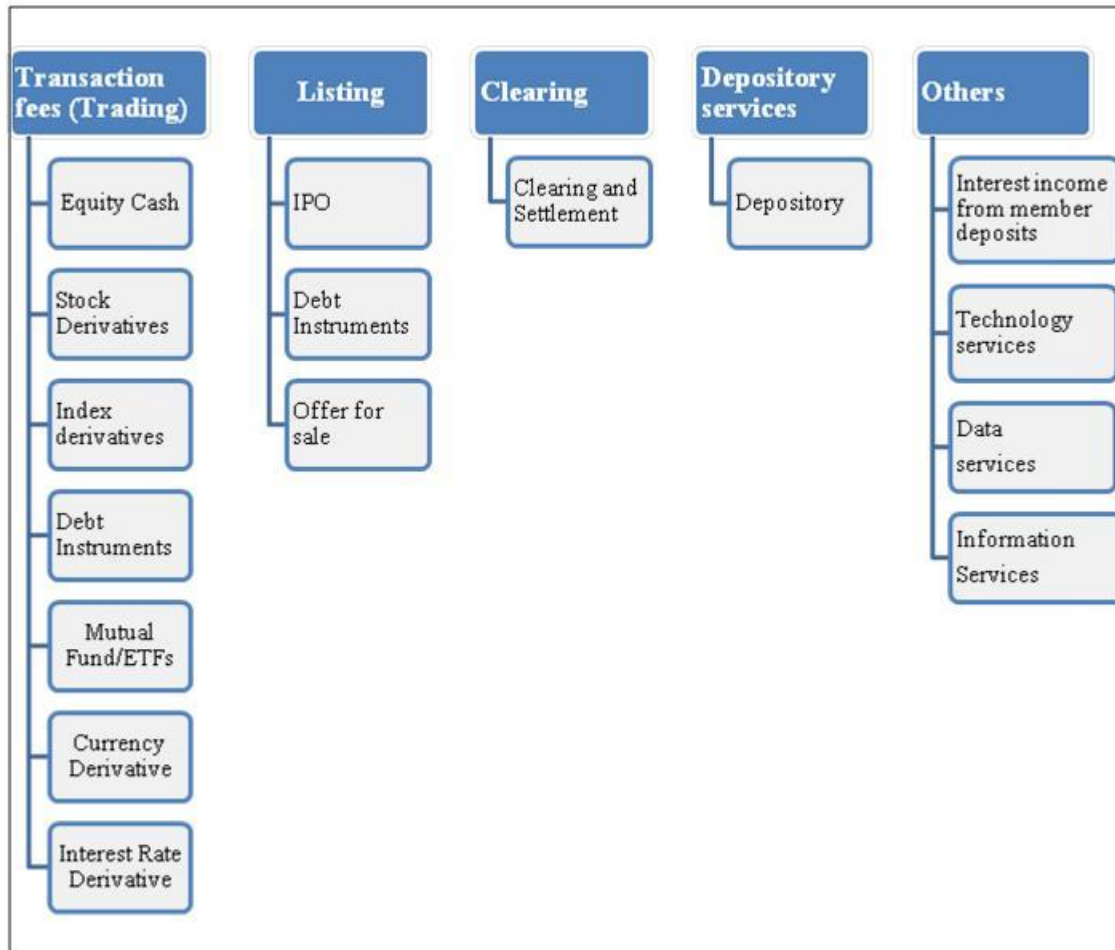 Transaction
fees (Trading)
Equity Cash
Stock
Derivatives
Index
derivatives
Debt
Instruments
Mutual
Fund/ETFs
Currency
Derivative
Interest Rate
Derivative
Listing
IPO
Debt
Instruments
Offer for
sale
Clearing
Clearing and
Settlement
Depository
services
Depository
Others
Interest income
from member
deposits
Technology
services
Data
services
Information
Services